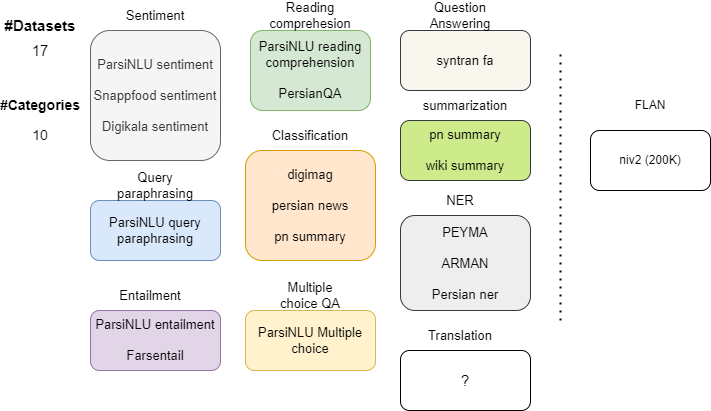 #Datasets
17
#Categories
10
Sentiment
ParsiNLU sentiment
Snappfood sentiment
Digikala sentiment
Query
paraphrasing
ParsiNLU query
paraphrasing
Entailment
ParsiNLU entailment
Farsentail
Reading
comprehesion
ParsiNLU reading
comprehension
PersianQA
Classification
digimag
persian news
pn summary
Multiple
choice QA
ParsiNLU Multiple
choice
Question
Answering
syntran fa
summarization
pn summary
wiki summary
NER
PEYMA
ARMAN
Persian ner
Translation
?
FLAN
niv2 (200K)